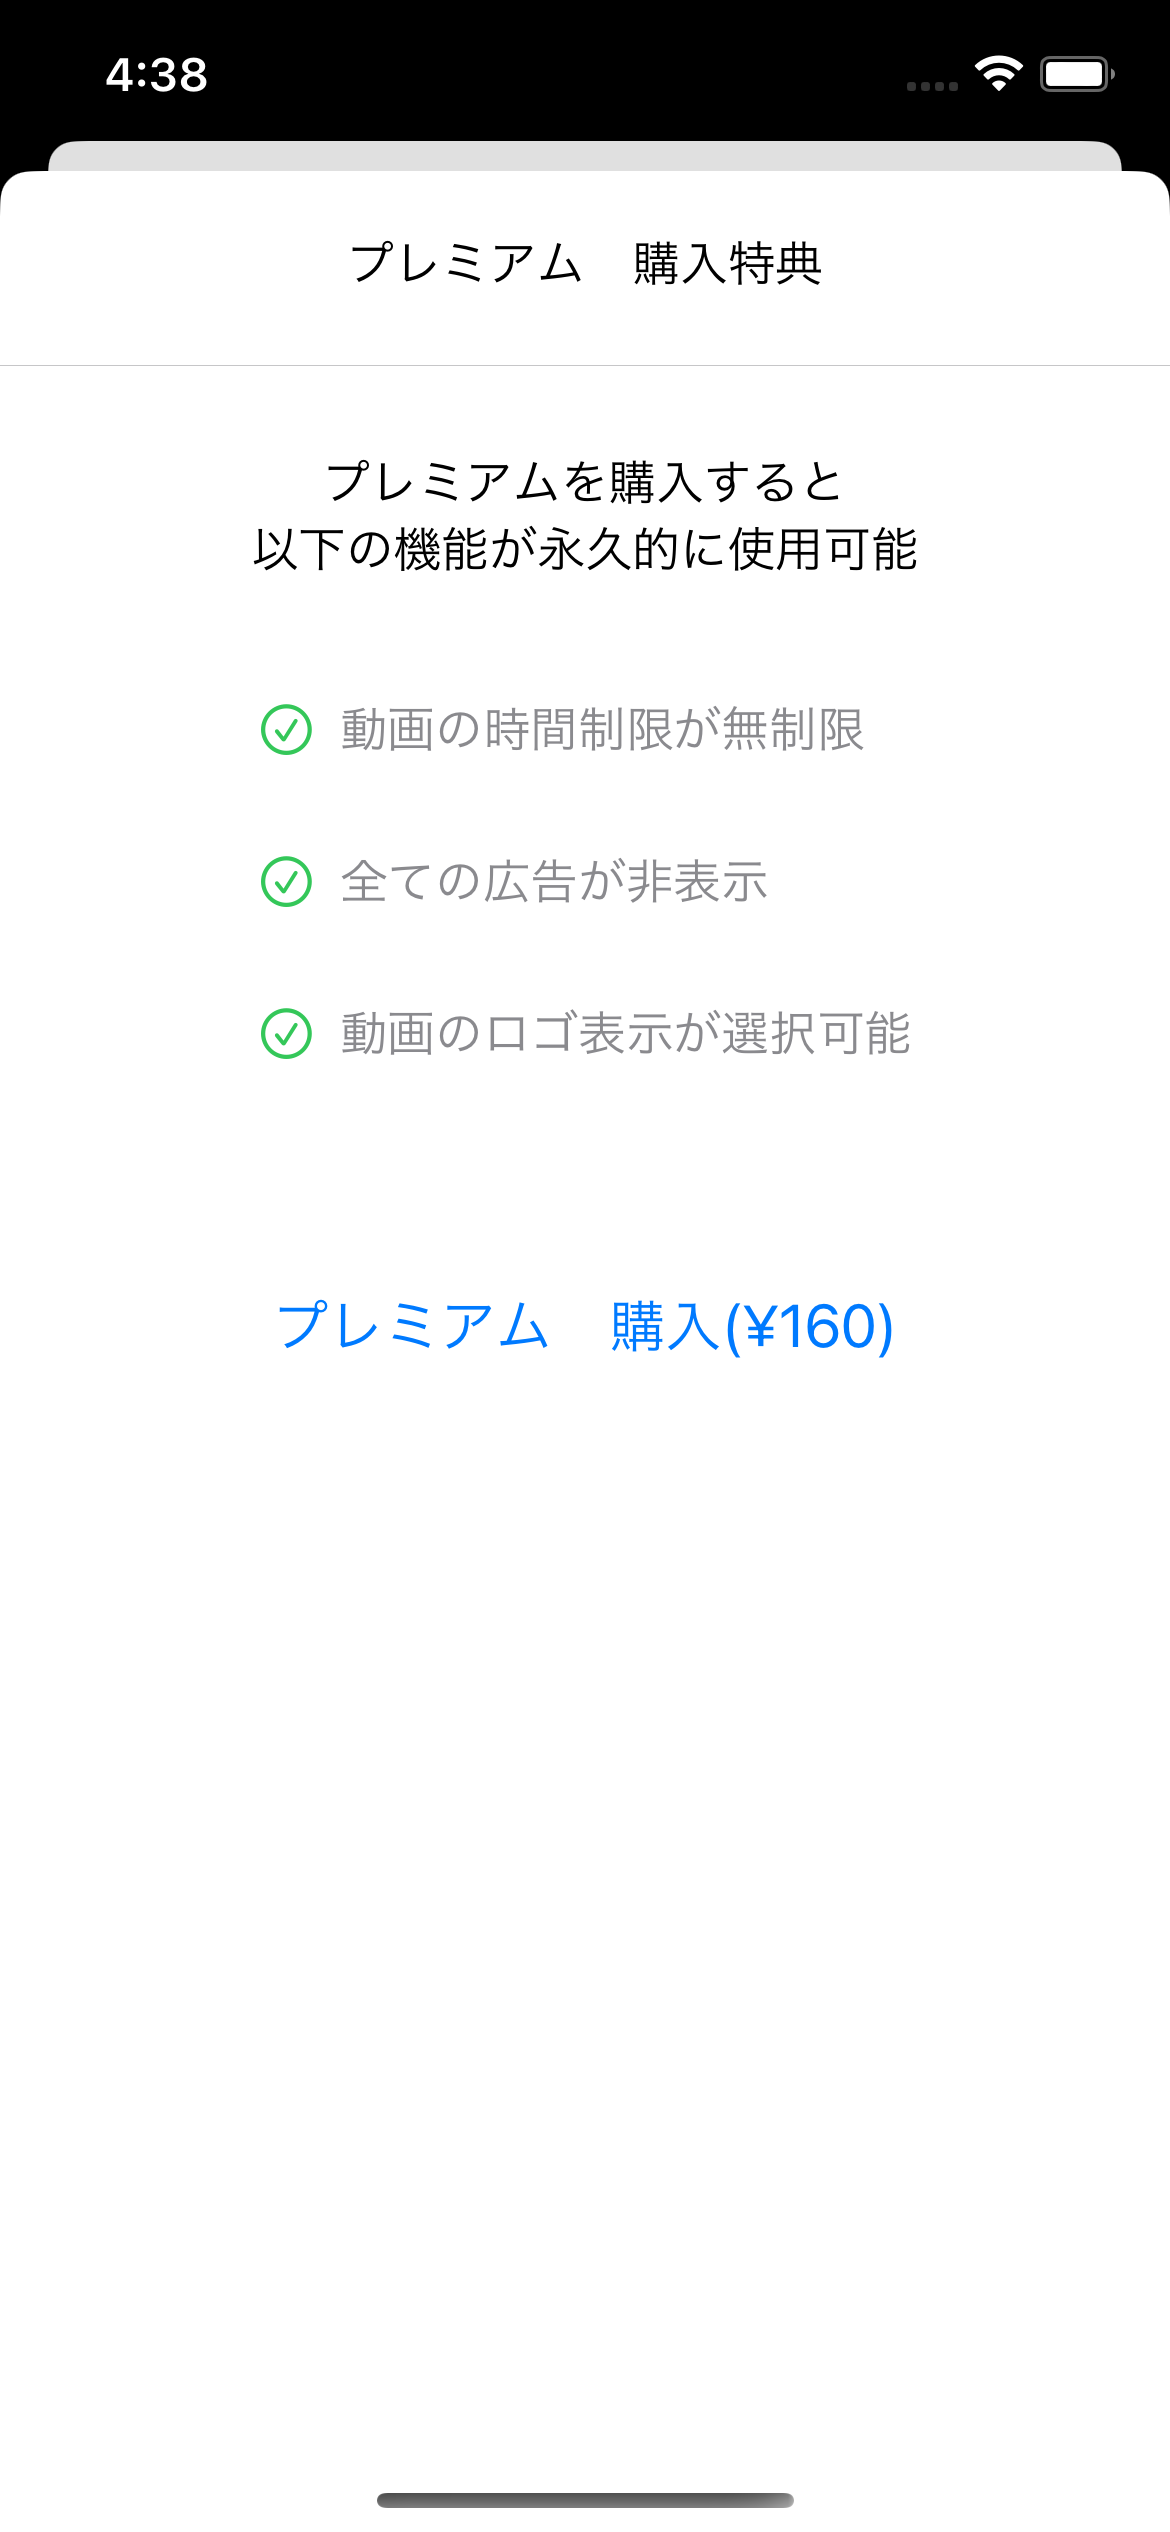 4:38
プレミアム　購入特典
プレミアムを購入すると
以下の機能が永久的に使用可能
動画の時間制限が無制限
全ての広告が非表示
動画のロゴ表示が選択可能
プレミアム　購入(¥160)